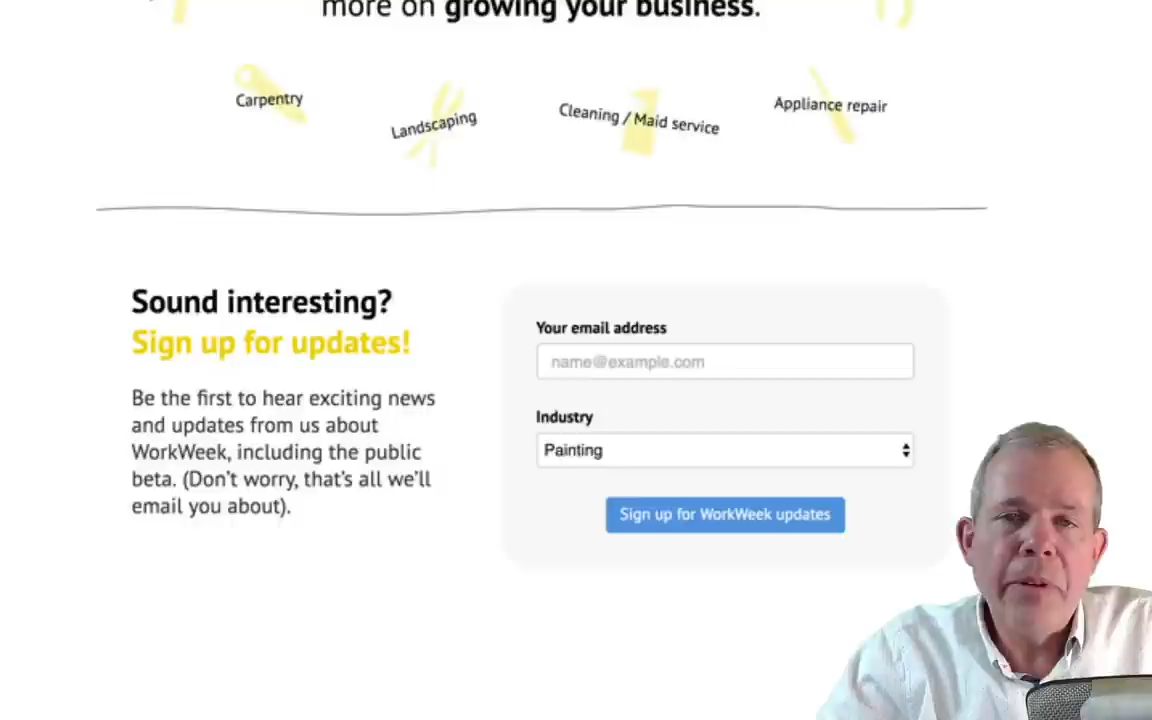 more on growing your business.
Carpentry
Landscaping
Cleaning / Maid service
Appliance repair
Sound interesting?
Sign up for updates!
Be the first to hear exciting news
and updates from us about
WorkWeek, including the public
beta. (Don't worry, that's all we'll
email you about).
Your email address
name@example.com
Industry
Painting
Sign up for WorkWeek updates